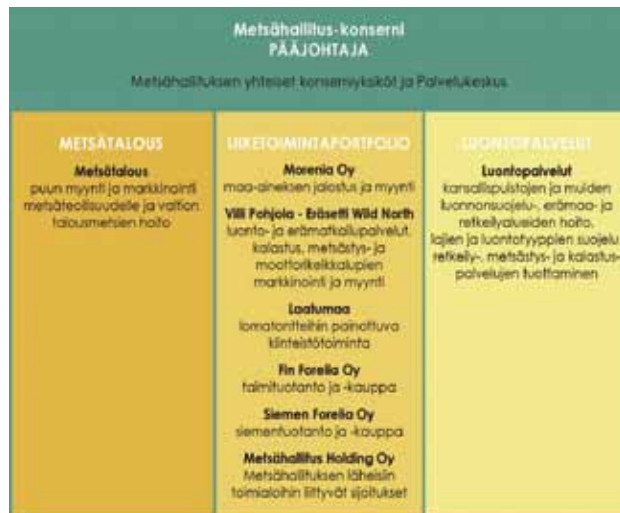 Metsähallitus-konserni
PÄÄJOHTAJA
Metsähallituksen yhteiset konserniyksiköt ja Palvelukeskus
METSÄTALOUS
Metsätalous
puun myynti ja markkinointi
metsäteollisuudelle ja valtion
talousmetsien hoito
LIIKETOIMINTAPORTFOLIO
Morenia Oy
maa-aineksen jalostus ja myynti
Villi Pohjola - Eräsetti Wild North
luonto- ja erämatkailupalvelut,
kalastus, metsästys- ja
moottorikelkkalupien
markkinointi ja myynti
Laatumaa
lomatontteihin painottuva
kiinteistötoiminta
Fin Forelia Oy
taimituotanto ja -kauppa
Siemen Forelia Oy
siementuotanto ja -kauppa
Metsähallitus Holding Oy
Metsähallituksen läheisiin
toimialoihin liittyvät sijoitukset
LUONTOPALVELUT
Luontopalvelut
kansallispuistojen ja muiden
luonnonsuojelu-, erämaa- ja
retkeilyalueiden hoito,
lajien ja luontotyyppien suojelu,
retkeily-, metsästys- ja kalastus-
palvelujen tuottaminen